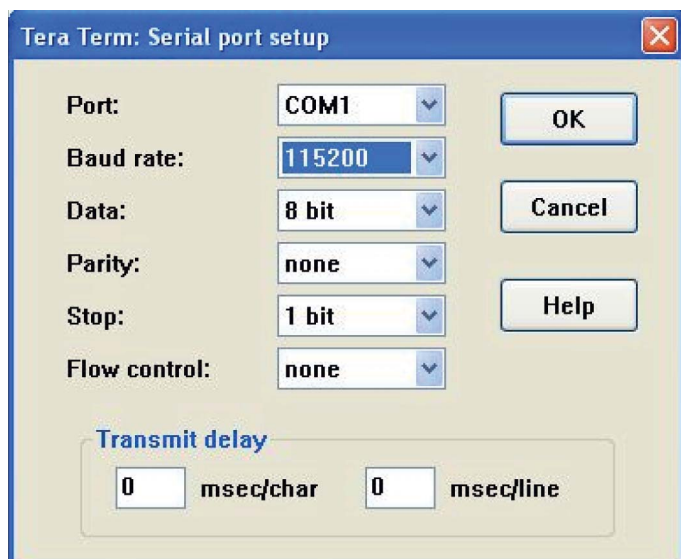 Tera Term: Serial port setup
Port: COM1 OK
Baud rate: 115200
Data: 8 bit Cancel
Parity: none
Stop: 1 bit Help
Flow control: none
Transmit delay
0 msec/char 0 msec/line